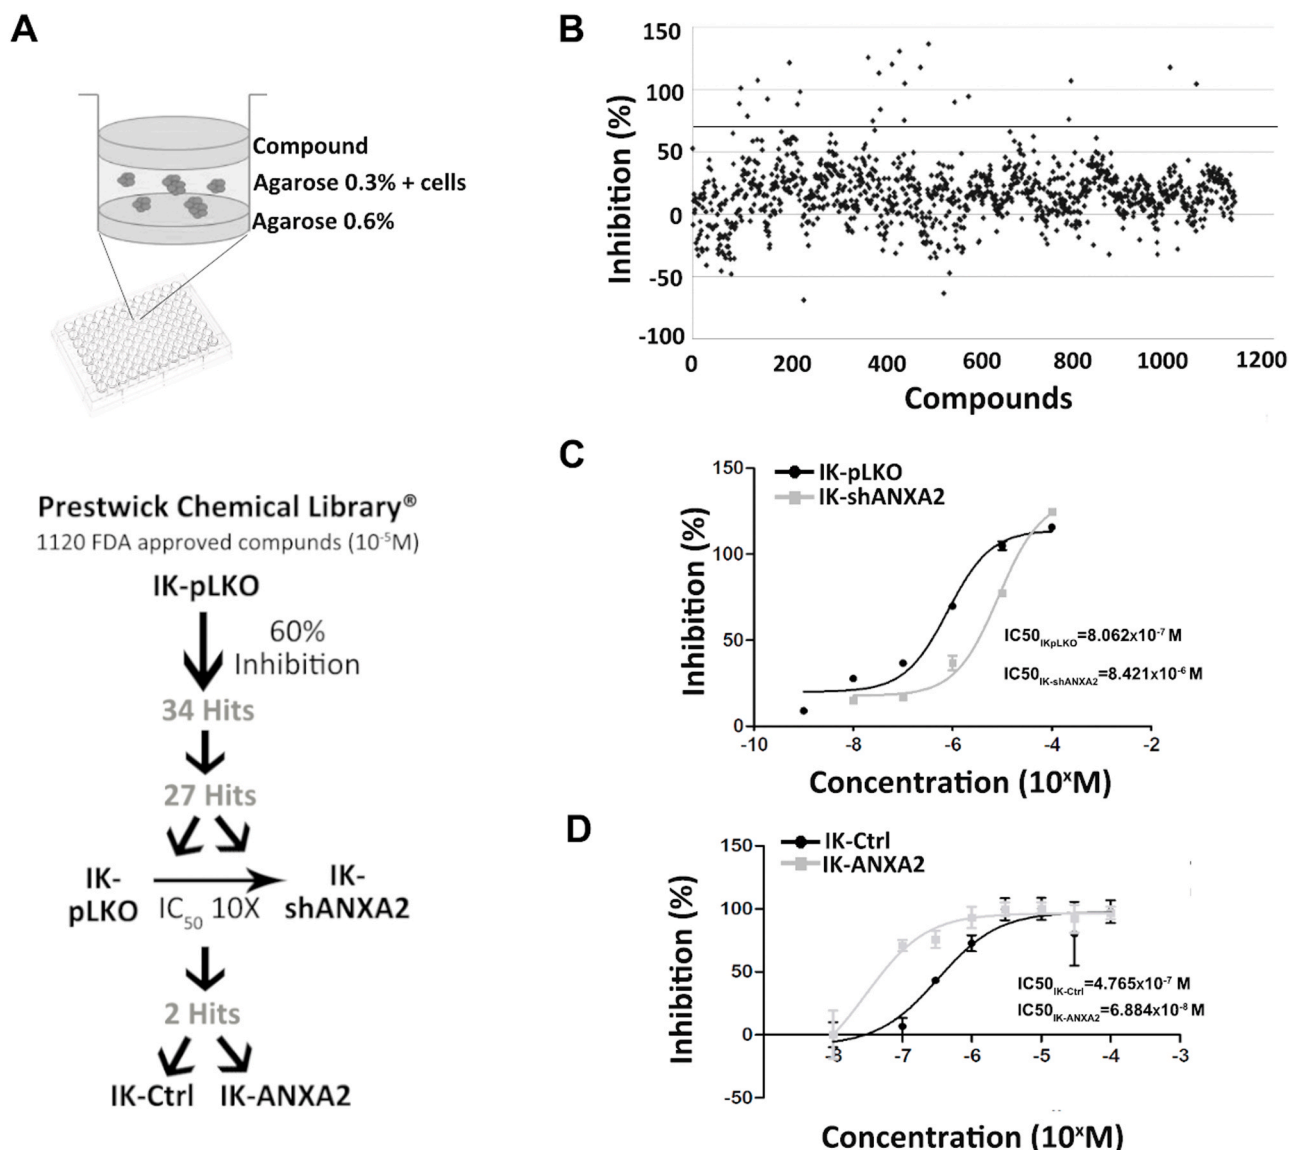 A
Compound
Agarose 0.3% + cells
Agarose 0.6%
Prestwick Chemical Library®
1120 FDA approved compunds (10⁻⁵M)
IK-pLKO
60%
Inhibition
34 Hits
27 Hits
IK-
pLKO
IC₅₀ 10X
IK-
shANXA2
2 Hits
IK-Ctrl IK-ANXA2
B
150
100
50
0
-50
-100
Inhibition (%)
0 200 400 600 800 1000 1200
Compounds
C
150
100
50
0
Inhibition (%)
IK-pLKO
IK-shANXA2
IC50IKpLKO=8.062x10⁻⁷ M
IC50IK-shANXA2=8.421x10⁻⁶ M
-10 -8 -6 -4 -2
Concentration (10ˣM)
D
150
100
50
0
-50
Inhibition (%)
IK-Ctrl
IK-ANXA2
IC50IK-Ctrl=4.765x10⁻⁷ M
IC50IK-ANXA2=6.884x10⁻⁸ M
-8 -7 -6 -5 -4 -3
Concentration (10ˣM)